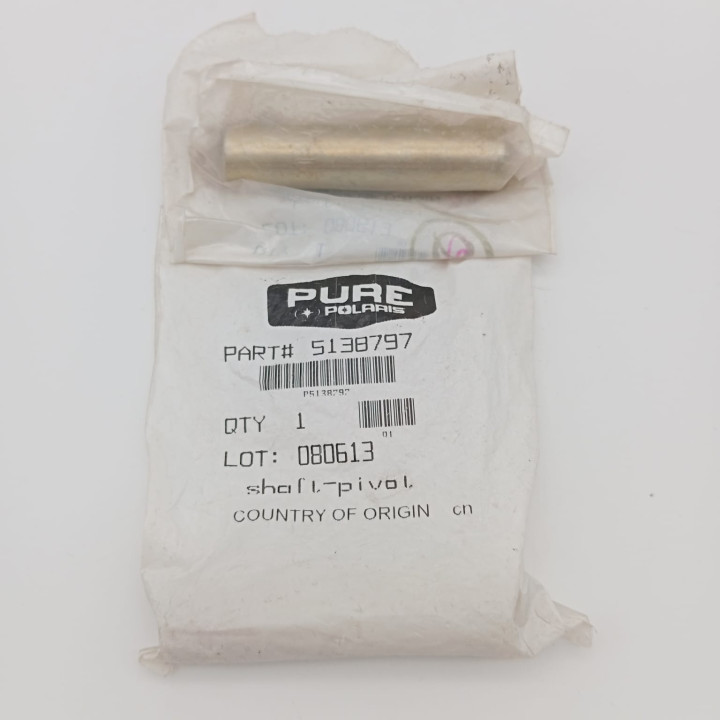 PURE
POLARIS
PART# 5138797
P5138797
QTY 1
01
LOT: 080613
shaft-pivot
COUNTRY OF ORIGIN cn